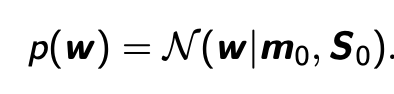 p(w) = 𝒩(w|m₀, S₀).